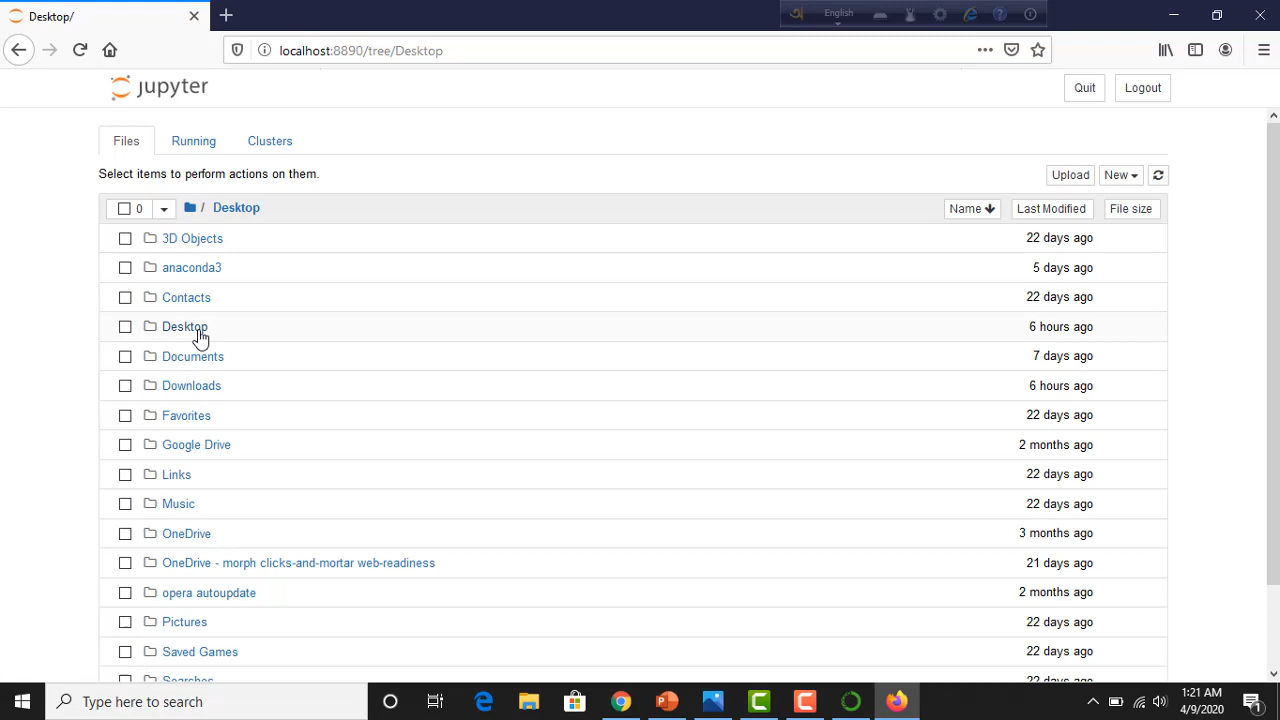 Desktop/
English
localhost:8890/tree/Desktop
jupyter
Quit Logout
Files Running Clusters
Select items to perform actions on them.
Upload New
0 / Desktop Name Last Modified File size
3D Objects 22 days ago
anaconda3 5 days ago
Contacts 22 days ago
Desktop 6 hours ago
Documents 7 days ago
Downloads 6 hours ago
Favorites 22 days ago
Google Drive 2 months ago
Links 22 days ago
Music 22 days ago
OneDrive 3 months ago
OneDrive - morph clicks-and-mortar web-readiness 21 days ago
opera autoupdate 2 months ago
Pictures 22 days ago
Saved Games 22 days ago
Searches 22 days ago
Type here to search 1:21 AM
4/9/2020